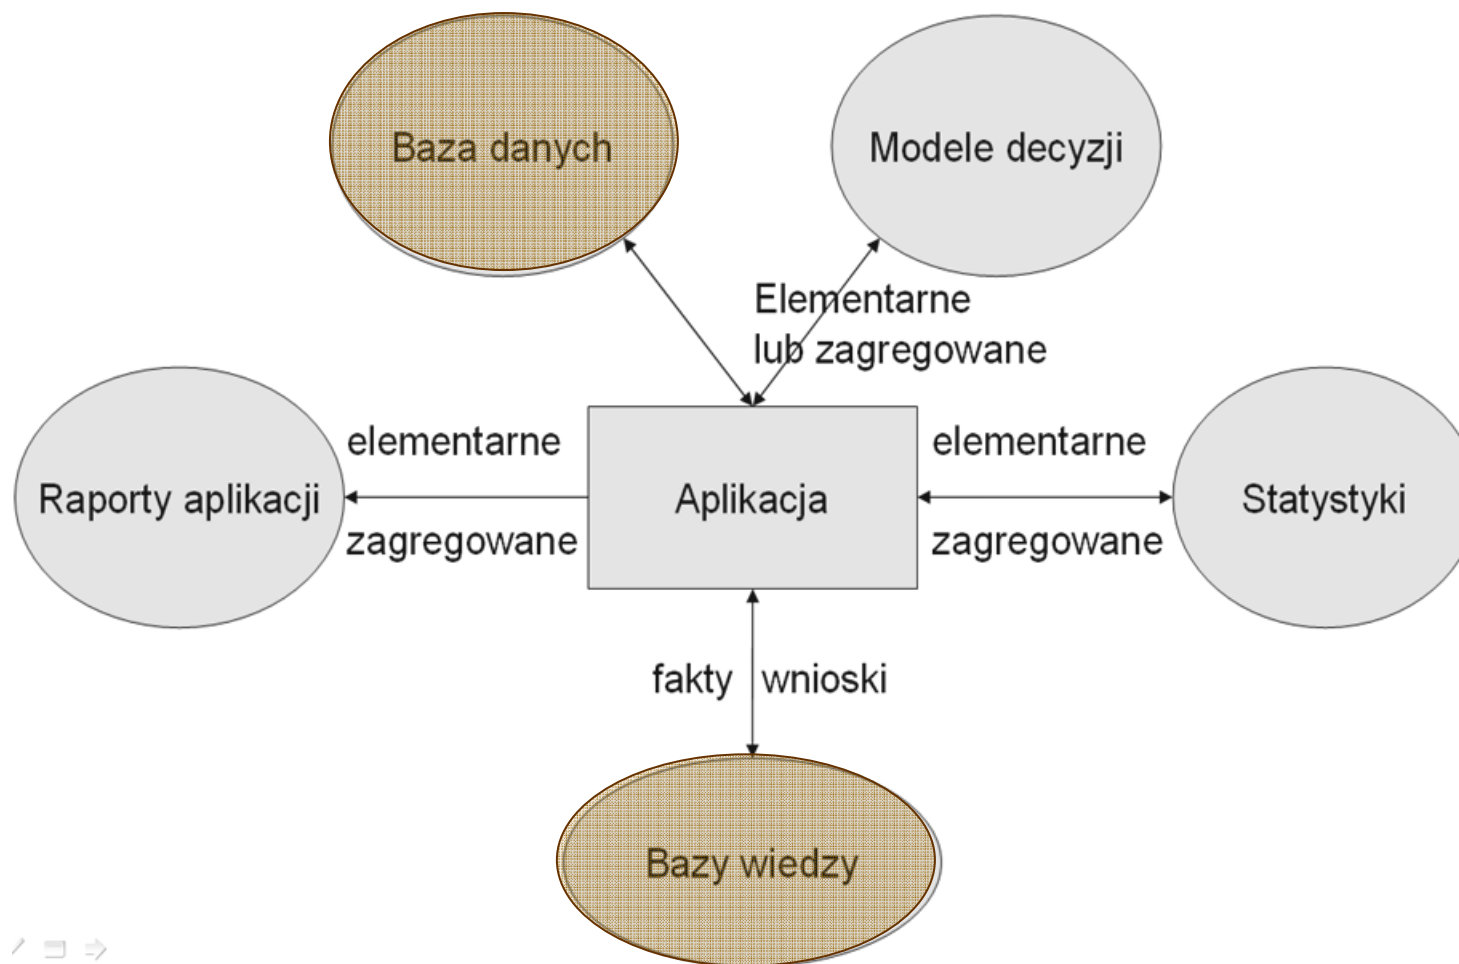 Baza danych
Modele decyzji
Elementarne
lub zagregowane
elementarne
elementarne
Raporty aplikacji
Aplikacja
Statystyki
zagregowane
zagregowane
fakty
wnioski
Bazy wiedzy